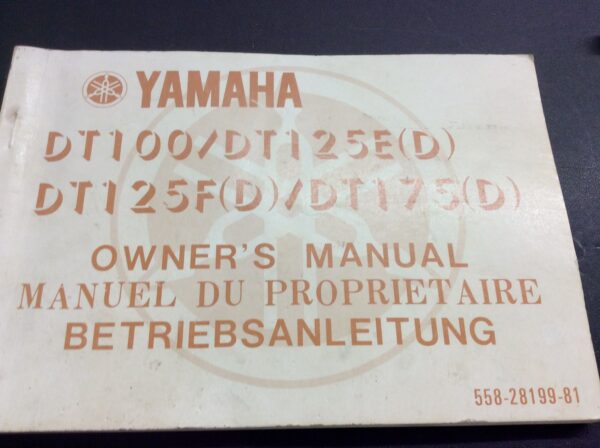 YAMAHA
DT100/DT125E(D)
DT125F(D)/DT175(D)
OWNER'S MANUAL
MANUEL DU PROPRIETAIRE
BETRIEBSANLEITUNG
558-28199-81